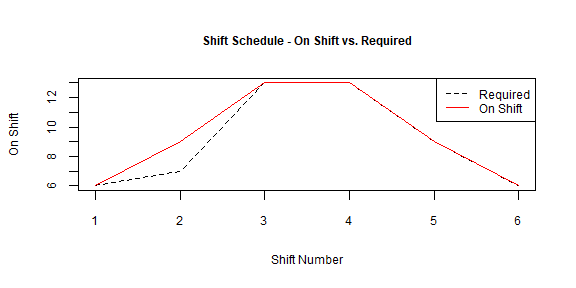 Shift Schedule - On Shift vs. Required
On Shift
12
10
8
6
Required
On Shift
1 2 3 4 5 6
Shift Number